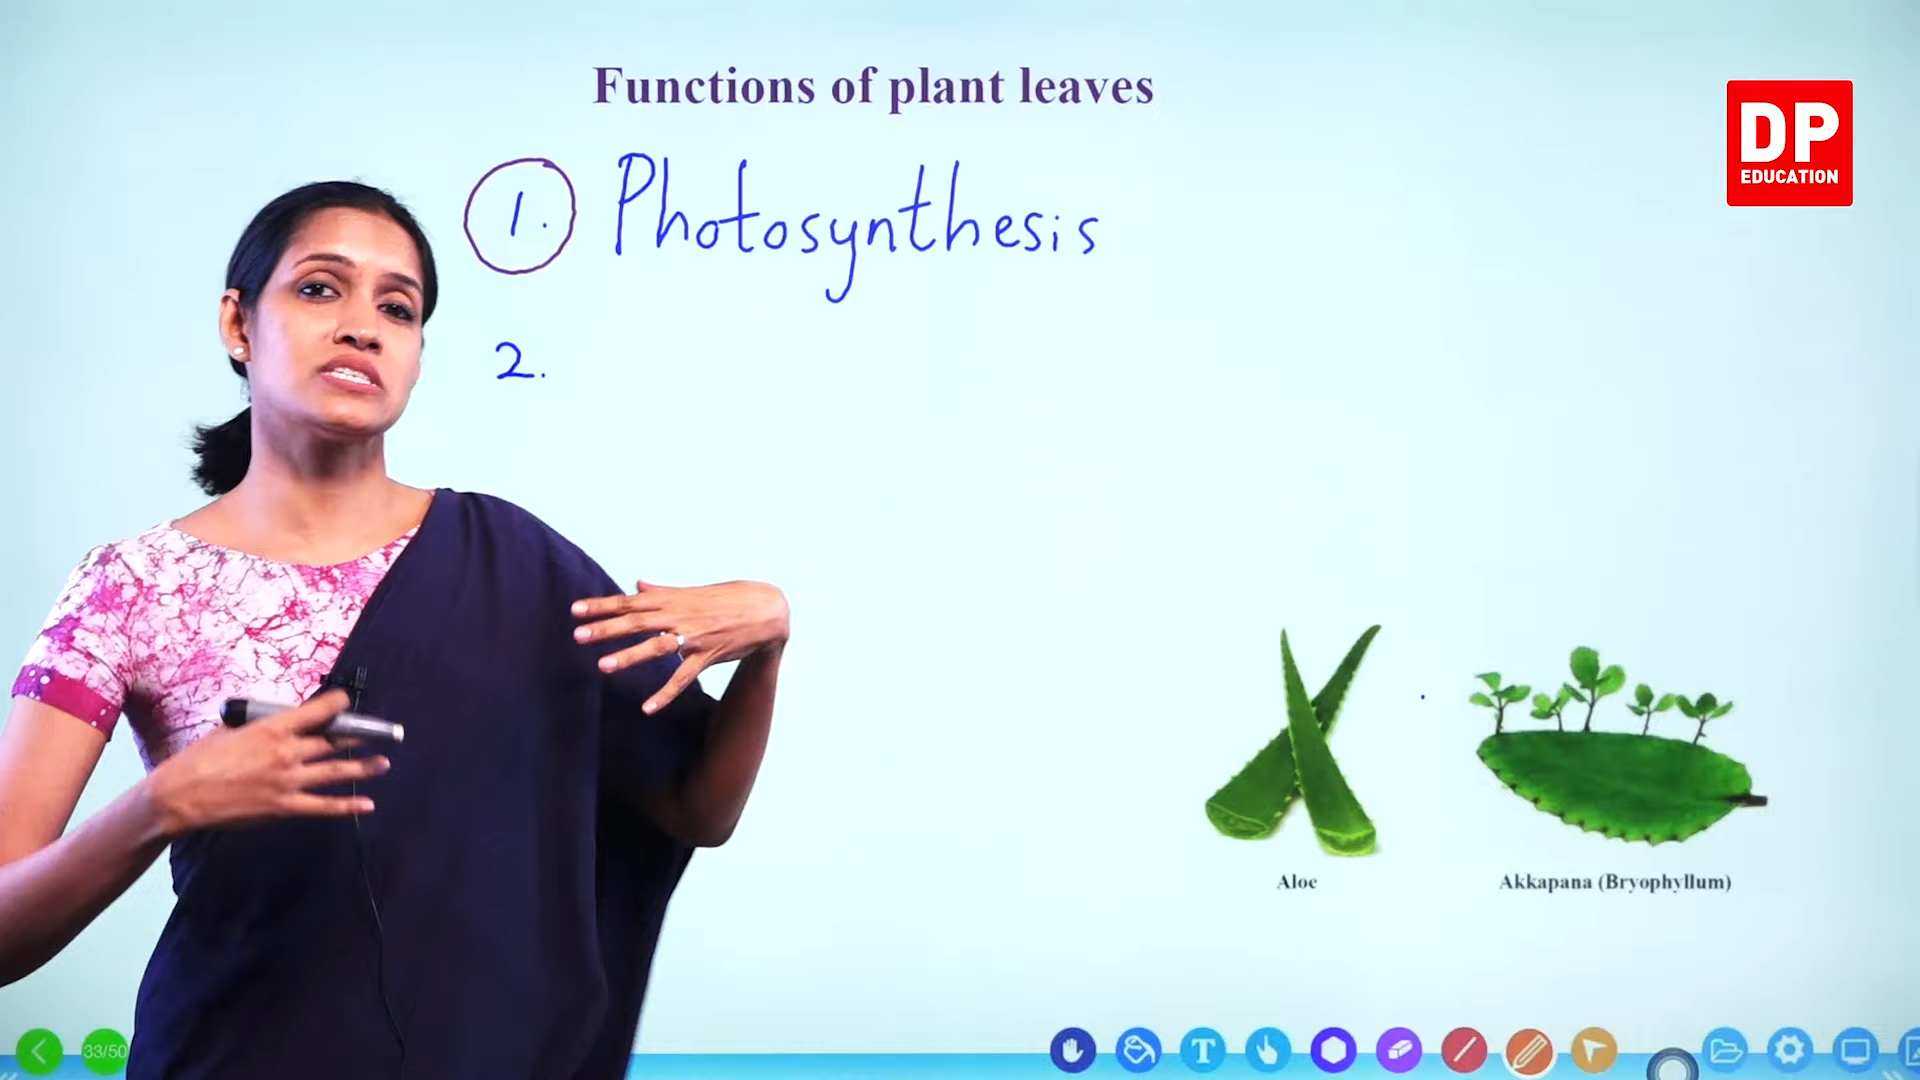 Functions of plant leaves
DP
EDUCATION
1. Photosynthesis
2.
Aloe
Akkapana (Bryophyllum)
33/50
T